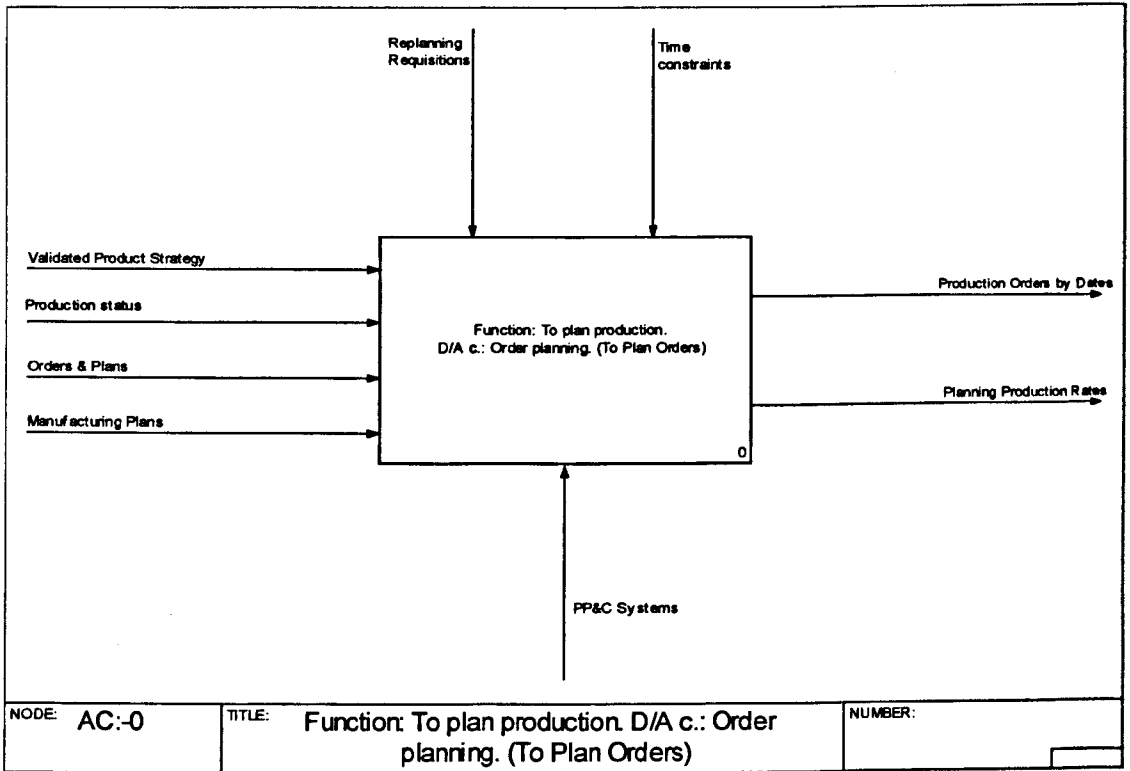 Replanning
Requisitions
Time
constraints
Validated Product Strategy
Production status
Orders & Plans
Manufacturing Plans
Function: To plan production.
D/A c.: Order planning. (To Plan Orders)
0
Production Orders by Dates
Planning Production Rates
PP&C Systems
NODE: AC:-0
TITLE: Function: To plan production. D/A c.: Order
planning. (To Plan Orders)
NUMBER: